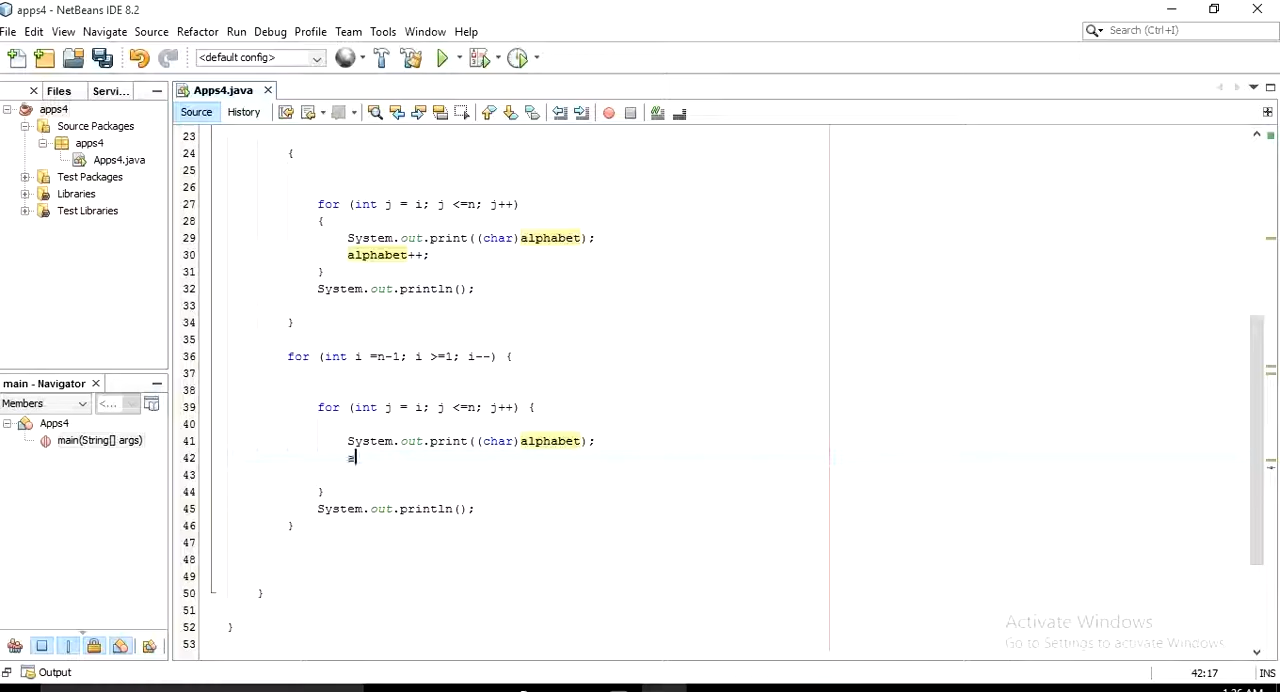 apps4 - NetBeans IDE 8.2
File Edit View Navigate Source Refactor Run Debug Profile Team Tools Window Help
Search (Ctrl+I)
<default config>
Files Servi...
Apps4.java
apps4
Source Packages
apps4
Apps4.java
Test Packages
Libraries
Test Libraries
Source History
main - Navigator
Members
<...
Apps4
main(String[] args)
23
24 {
25
26
27 for (int j = i; j <=n; j++)
28 {
29 System.out.print((char)alphabet);
30 alphabet++;
31 }
32 System.out.println();
33
34 }
35
36 for (int i =n-1; i >=1; i--) {
37
38
39 for (int j = i; j <=n; j++) {
40
41 System.out.print((char)alphabet);
42 a
43
44 }
45 System.out.println();
46 }
47
48
49
50 }
51
52 }
53
Activate Windows
Go to Settings to activate Windows.
Output
42:17
INS